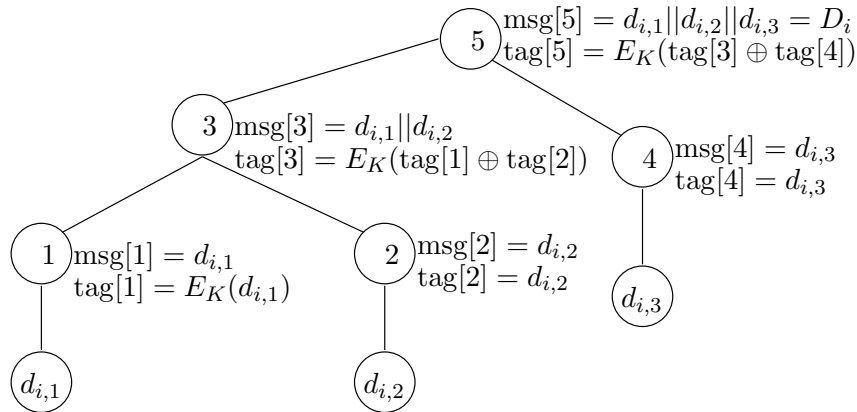 5
msg[5] = d_{i,1}||d_{i,2}||d_{i,3} = D_i
tag[5] = E_K(tag[3] ⊕ tag[4])
3
msg[3] = d_{i,1}||d_{i,2}
tag[3] = E_K(tag[1] ⊕ tag[2])
4
msg[4] = d_{i,3}
tag[4] = d_{i,3}
1
msg[1] = d_{i,1}
tag[1] = E_K(d_{i,1})
2
msg[2] = d_{i,2}
tag[2] = d_{i,2}
d_{i,3}
d_{i,1}
d_{i,2}